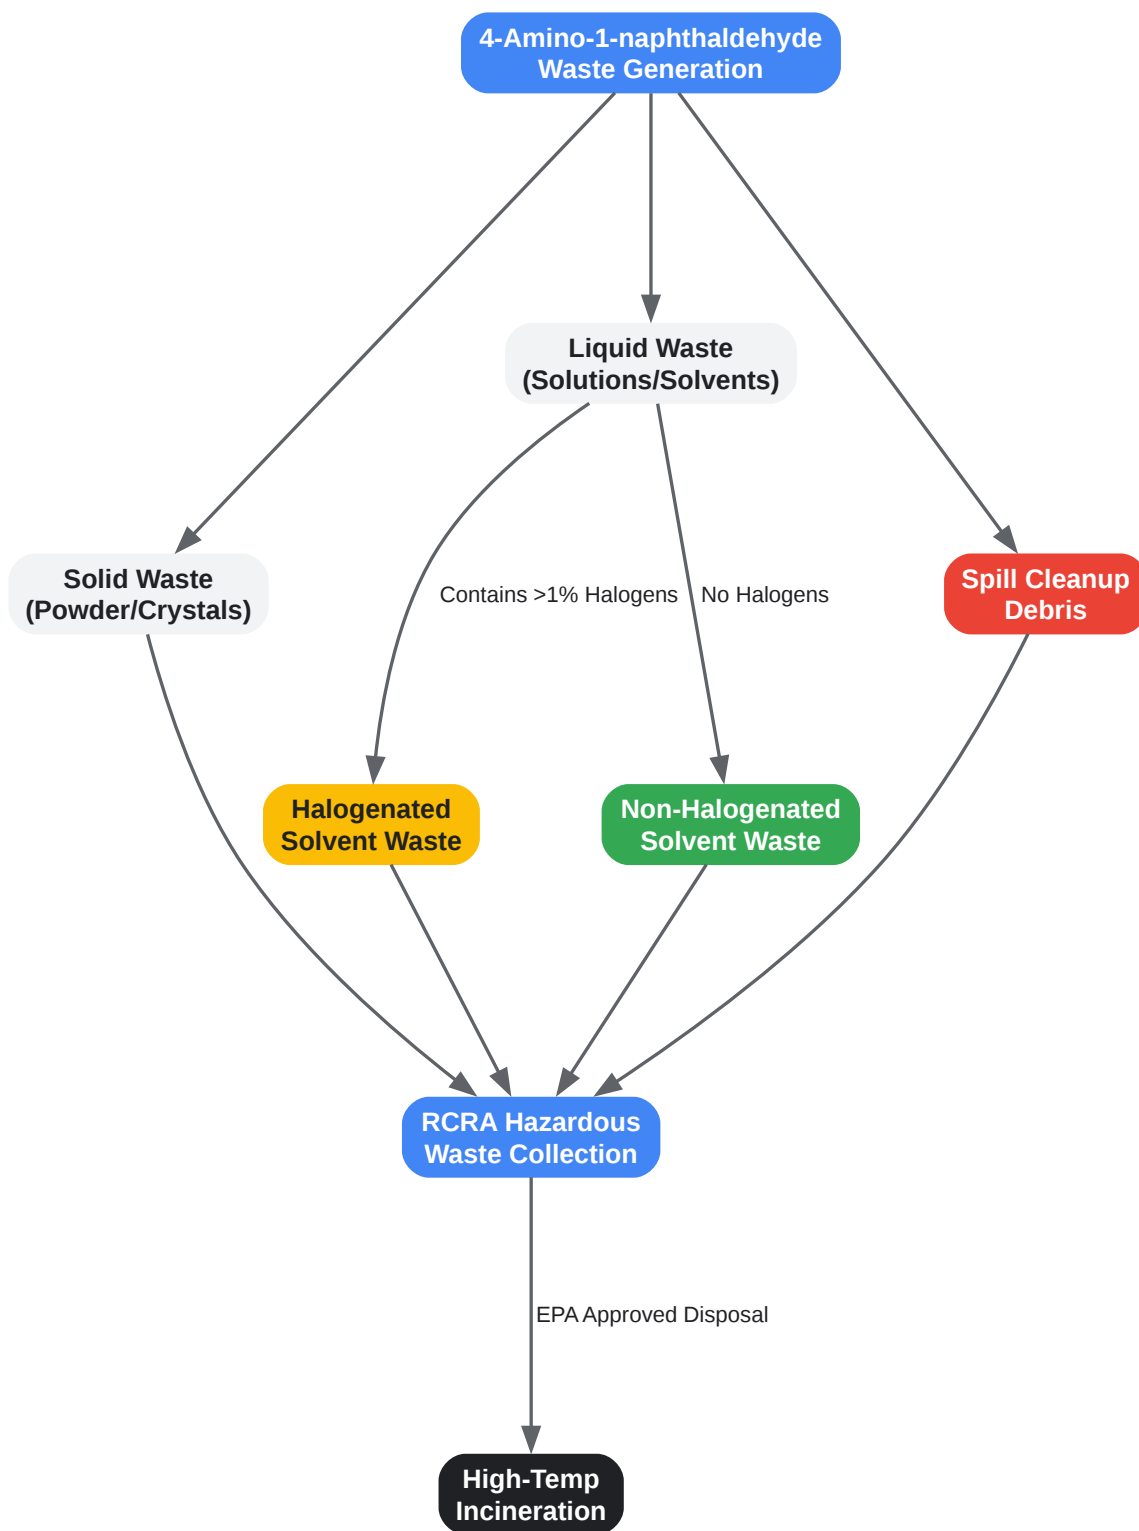 4-Amino-1-naphthaldehyde
Waste Generation
Liquid Waste
(Solutions/Solvents)
Solid Waste
(Powder/Crystals)
Contains >1% Halogens
No Halogens
Spill Cleanup
Debris
Halogenated
Solvent Waste
Non-Halogenated
Solvent Waste
RCRA Hazardous
Waste Collection
EPA Approved Disposal
High-Temp
Incineration